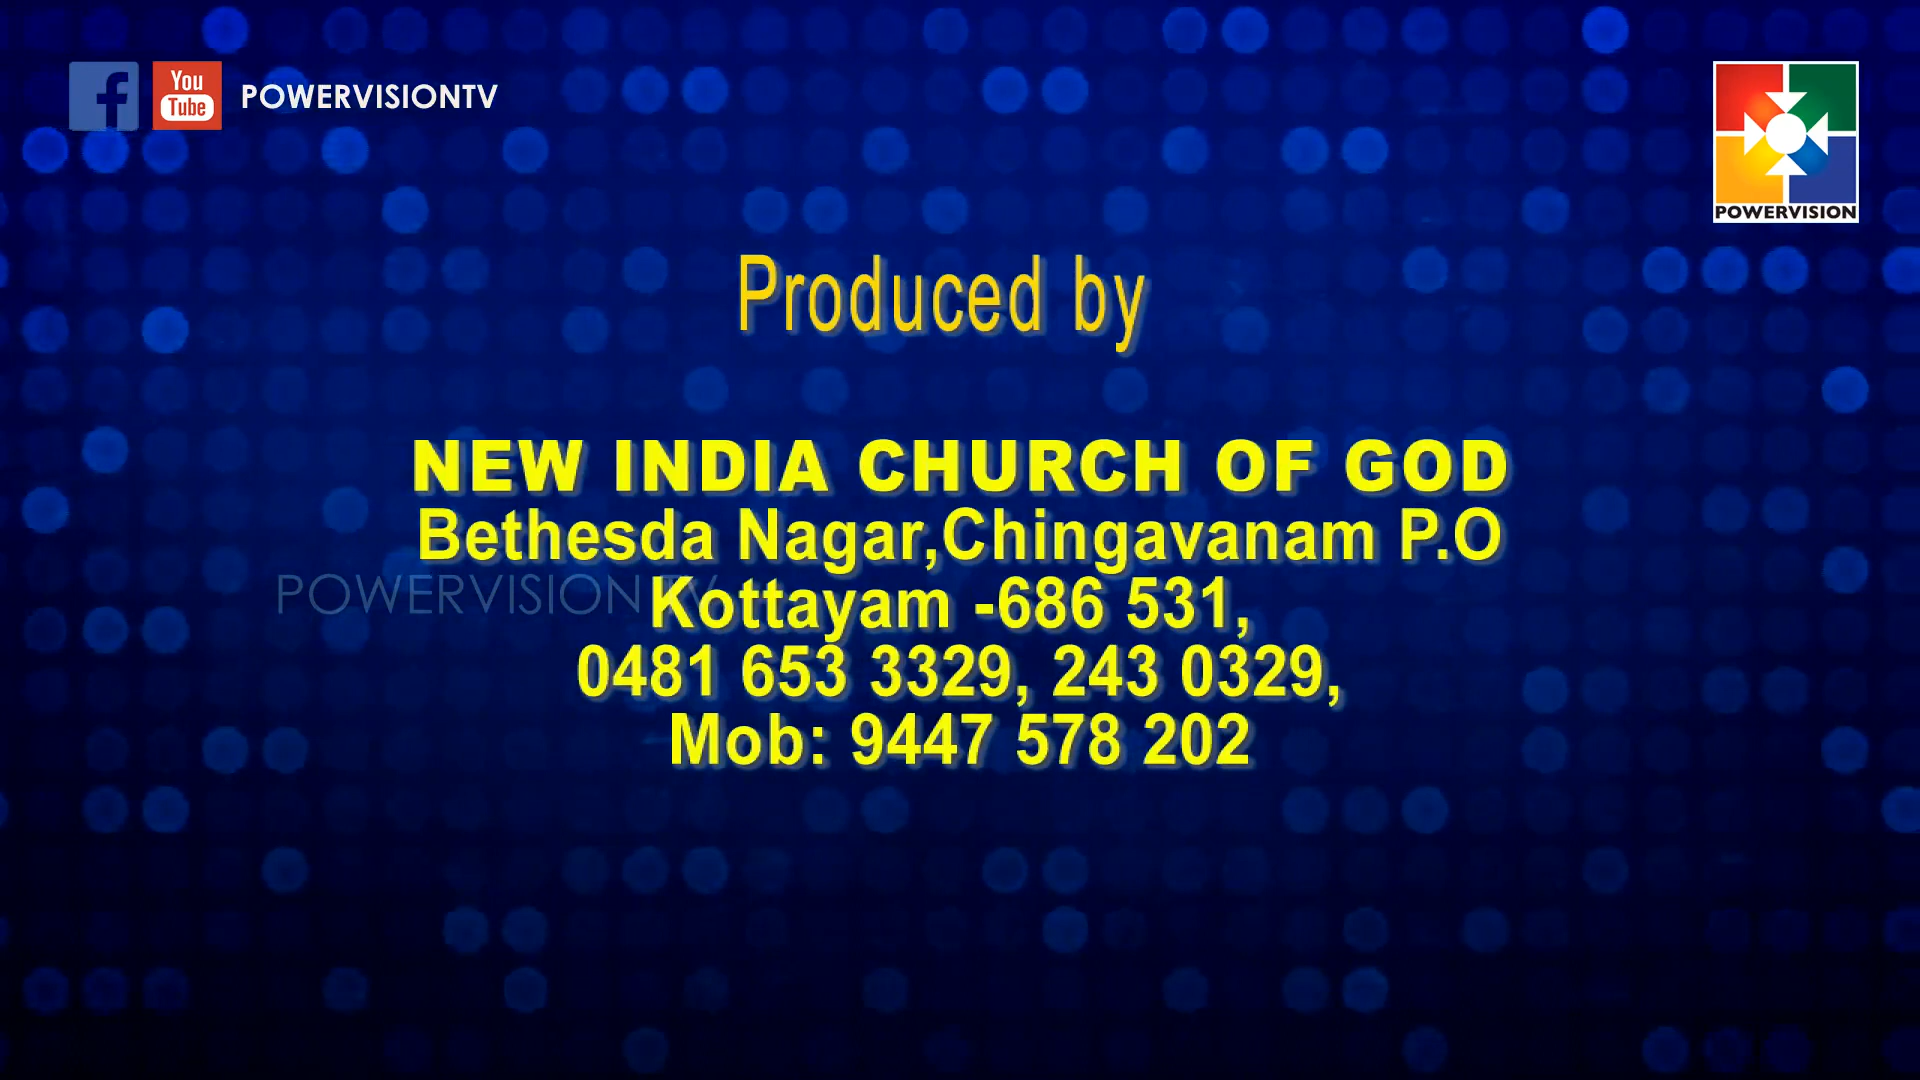 You
Tube
POWERVISIONTV
POWERVISION
Produced by
NEW INDIA CHURCH OF GOD
Bethesda Nagar,Chingavanam P.O
POWERVISION TV
Kottayam -686 531,
0481 653 3329, 243 0329,
Mob: 9447 578 202